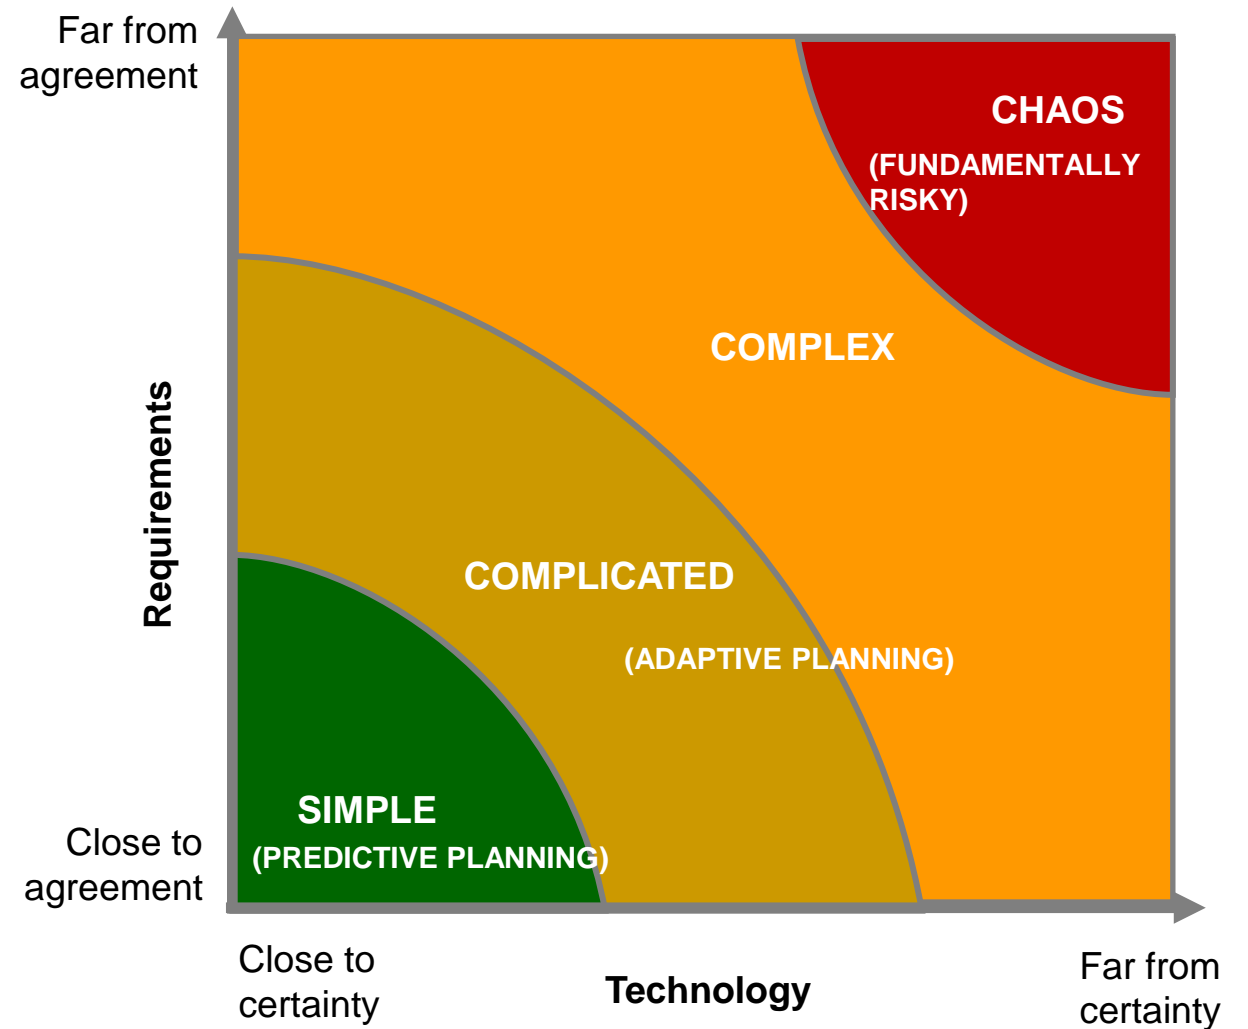 Far from
agreement
CHAOS
(FUNDAMENTALLY
RISKY)
COMPLEX
Requirements
COMPLICATED
(ADAPTIVE PLANNING)
SIMPLE
(PREDICTIVE PLANNING)
Close to
agreement
Close to
certainty
Technology
Far from
certainty